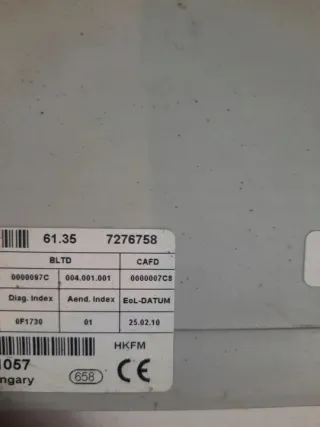 61.35 7276758
BLTD CAFD
0000097C 004.001.001 0000007C8
Diag. Index Aend. Index EoL-DATUM
0F1730 01 25.02.10
HKFM
1057
ngary 658 CE